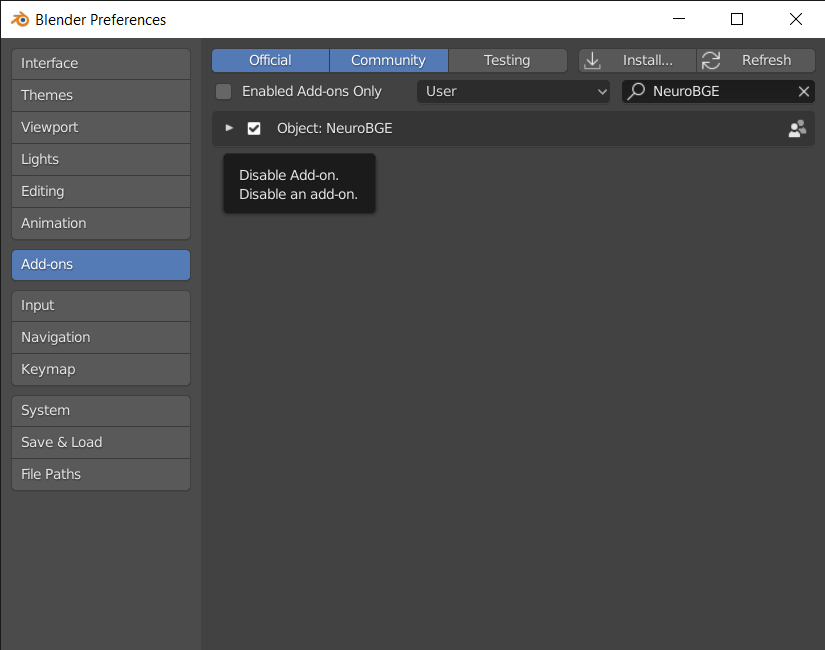 Blender Preferences
Interface
Themes
Viewport
Lights
Editing
Animation
Add-ons
Input
Navigation
Keymap
System
Save & Load
File Paths
Official Community Testing Install... Refresh
Enabled Add-ons Only User NeuroBGE
Object: NeuroBGE
Disable Add-on.
Disable an add-on.